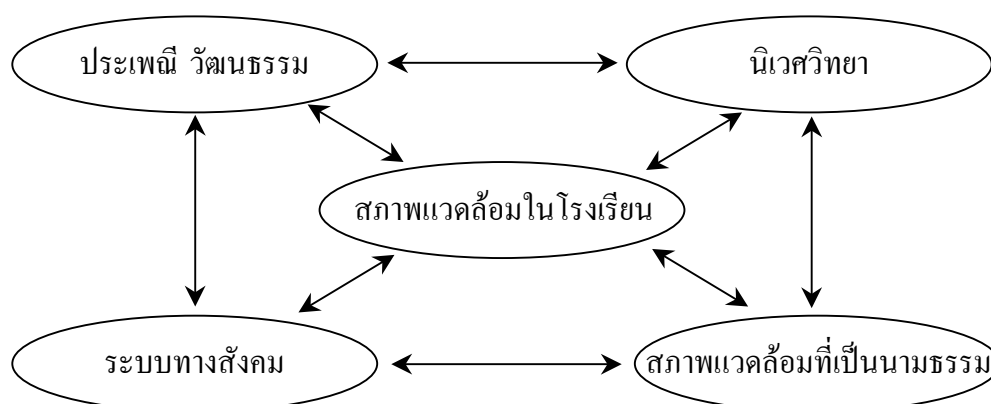 ประเพณี วัฒนธรรม
นิเวศวิทยา
สภาพแวดล้อมในโรงเรียน
ระบบทางสังคม
สภาพแวดล้อมที่เป็นนามธรรม